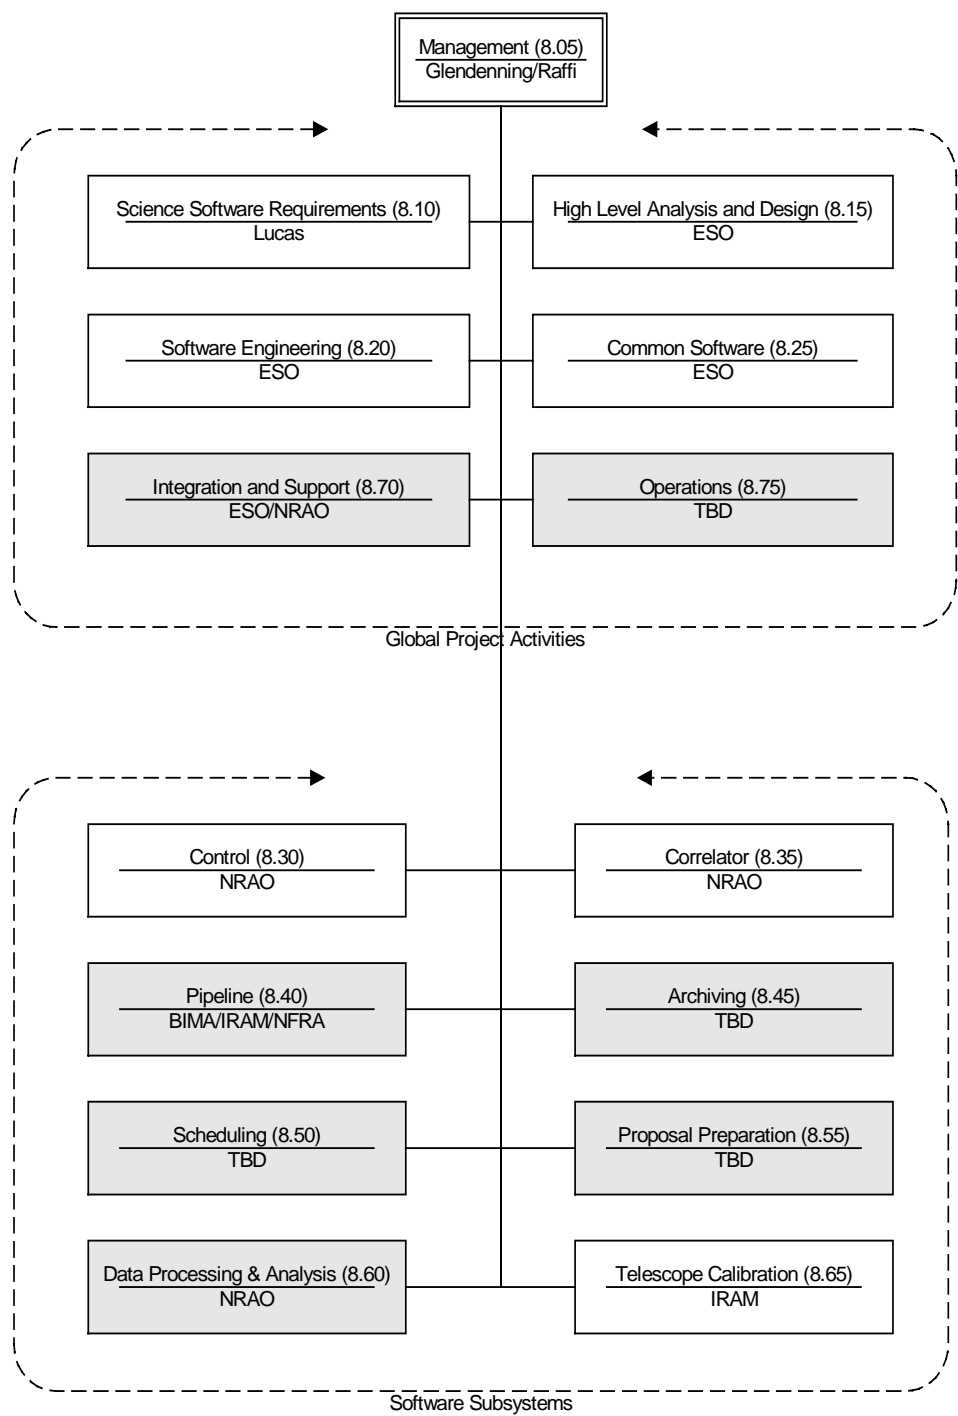 Management (8.05)
Glendenning/Raffi
Science Software Requirements (8.10)
Lucas
High Level Analysis and Design (8.15)
ESO
Software Engineering (8.20)
ESO
Common Software (8.25)
ESO
Integration and Support (8.70)
ESO/NRAO
Operations (8.75)
TBD
Global Project Activities
Control (8.30)
NRAO
Correlator (8.35)
NRAO
Pipeline (8.40)
BIMA/IRAM/NFRA
Archiving (8.45)
TBD
Scheduling (8.50)
TBD
Proposal Preparation (8.55)
TBD
Data Processing & Analysis (8.60)
NRAO
Telescope Calibration (8.65)
IRAM
Software Subsystems